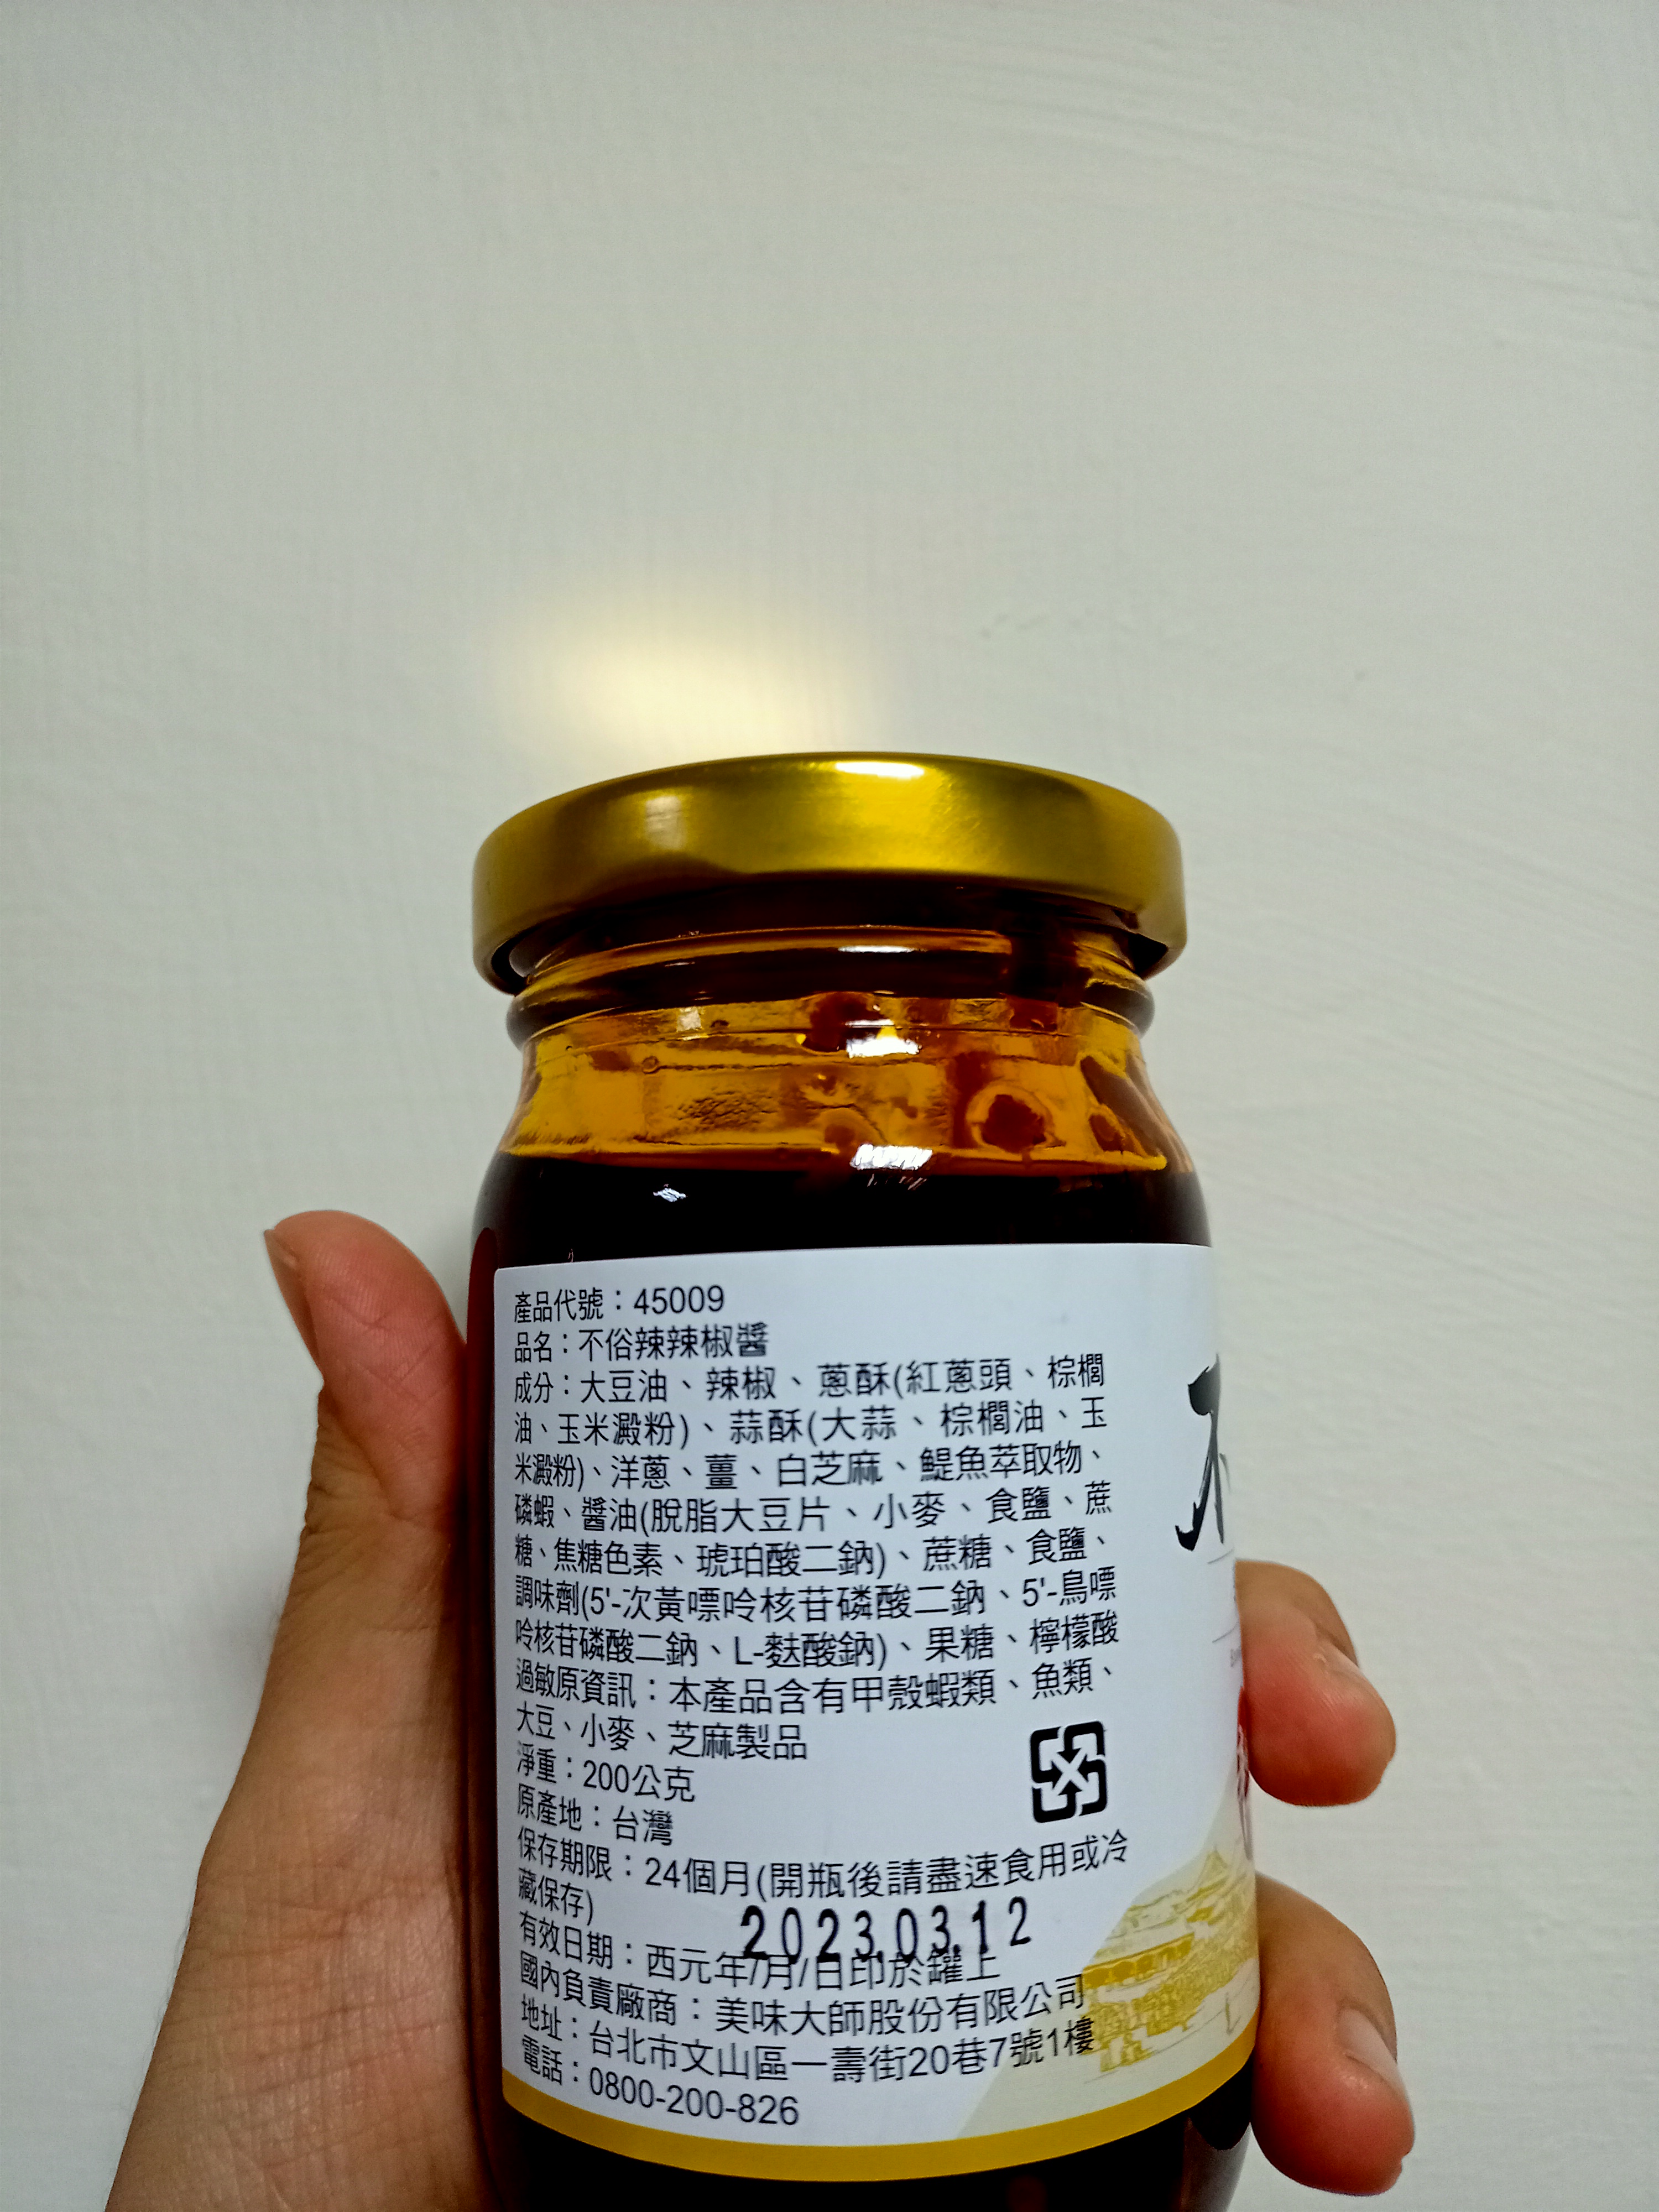 產品代號：45009
品名：不俗辣辣椒醬
成分：大豆油、辣椒、蔥酥(紅蔥頭、棕櫚
油、玉米澱粉)、蒜酥(大蒜、棕櫚油、玉
米澱粉)、洋蔥、薑、白芝麻、鯷魚萃取物、
磷蝦、醬油(脫脂大豆片、小麥、食鹽、蔗
糖、焦糖色素、琥珀酸二鈉)、蔗糖、食鹽、
調味劑(5'-次黃嘌呤核苷磷酸二鈉、5'-鳥嘌
呤核苷磷酸二鈉、L-麩酸鈉)、果糖、檸檬酸
過敏原資訊：本產品含有甲殼蝦類、魚類、
大豆、小麥、芝麻製品
淨重：200公克
原產地：台灣
保存期限：24個月(開瓶後請盡速食用或冷
藏保存)
2023.03.12
有效日期：西元年/月/日印於罐上
國內負責廠商：美味大師股份有限公司
地址：台北市文山區一壽街20巷7號1樓
電話：0800-200-826